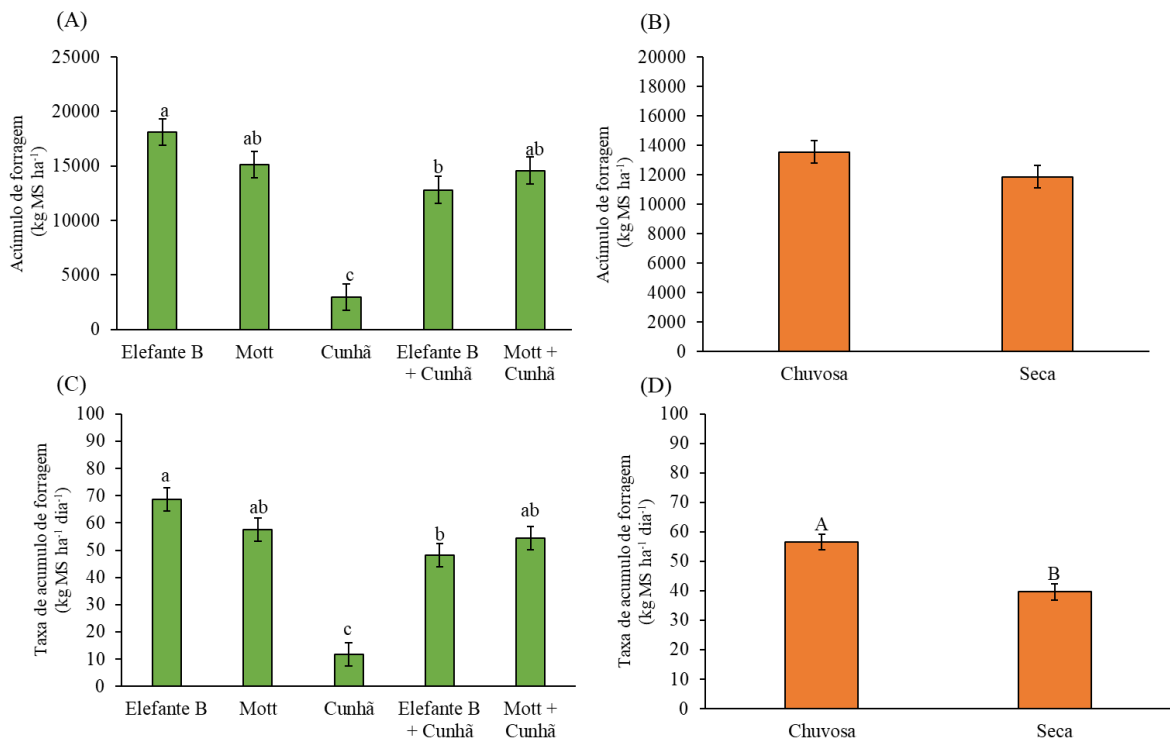 (A)
Acúmulo de forragem
(kg MS ha⁻¹)
25000
20000
15000
10000
5000
0
a
ab
c
b
ab
Elefante B
Mott
Cunhã
Elefante B
+ Cunhã
Mott +
Cunhã
(B)
Acúmulo de forragem
(kg MS ha⁻¹)
20000
18000
16000
14000
12000
10000
8000
6000
4000
2000
0
Chuvosa
Seca
(C)
Taxa de acumulo de forragem
(kg MS ha⁻¹ dia⁻¹)
100
90
80
70
60
50
40
30
20
10
0
a
ab
c
b
ab
Elefante B
Mott
Cunhã
Elefante B
+ Cunhã
Mott +
Cunhã
(D)
Taxa de acumulo de forragem
(kg MS ha⁻¹ dia⁻¹)
100
90
80
70
60
50
40
30
20
10
0
A
B
Chuvosa
Seca